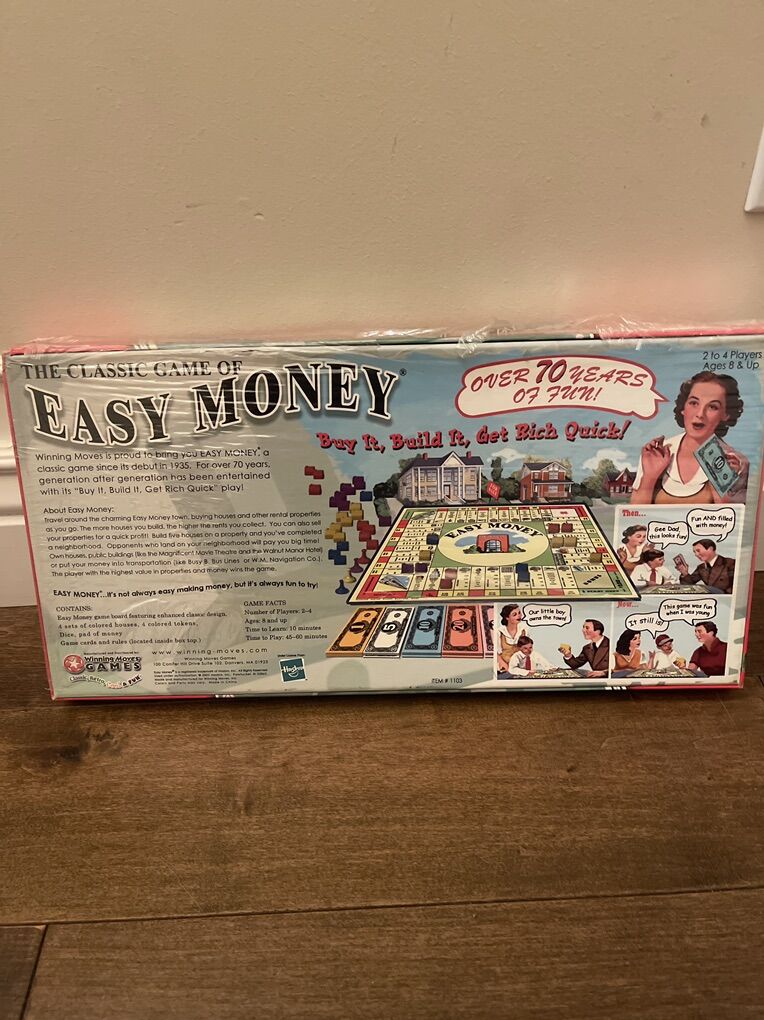 THE CLASSIC GAME OF
EASY MONEY®
OVER 70 YEARS
OF FUN!
2 to 4 Players
Ages 8 & Up
Buy It, Build It, Get Rich Quick!
Winning Moves is proud to bring you EASY MONEY®, a
classic game since its debut in 1935. For over 70 years,
generation after generation has been entertained
with its "Buy It, Build It, Get Rich Quick" play!
About Easy Money:
Travel around the charming Easy Money town, buying houses and other rental properties
as you go. The more houses you build, the higher the rents you collect. You can also sell
your properties for a quick profit! Build five houses on a property and you've completed
a neighborhood. Opponents who land on your neighborhood will pay you big time!
Own houses, public buildings (like the Magnificent Movie Theatre and the Walnut Manor Hotel)
or put your money into transportation (like Busy B. Bus Lines or W.M. Navigation Co.).
The player with the highest value in properties and money wins the game.
EASY MONEY®...It's not always easy making money, but it's always fun to try!
CONTAINS:
Easy Money game board featuring enhanced classic design,
4 sets of colored houses, 4 colored tokens,
Dice, pad of money
Game cards and rules (located inside box top.)
GAME FACTS
Number of Players: 2-4
Ages: 8 and up
Time to Learn: 10 minutes
Time to Play: 45-60 minutes
www.winning-moves.com
Winning Moves Games
100 Conifer Hill Drive Suite 102, Danvers, MA 01923
Winning Moves
GAMES
Classic, Retro, Cool & FUN
Hasbro
ITEM # 1103
EASY MONEY
Then...
Gee Dad,
this looks fun!
Fun AND filled
with money!
Our little boy
owns the town!
Now...
It still is!
This game was fun
when I was young